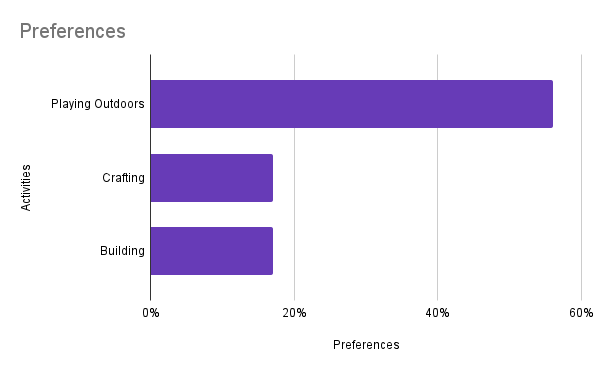 Preferences
Activities
Playing Outdoors
Crafting
Building
0%
20%
40%
60%
Preferences